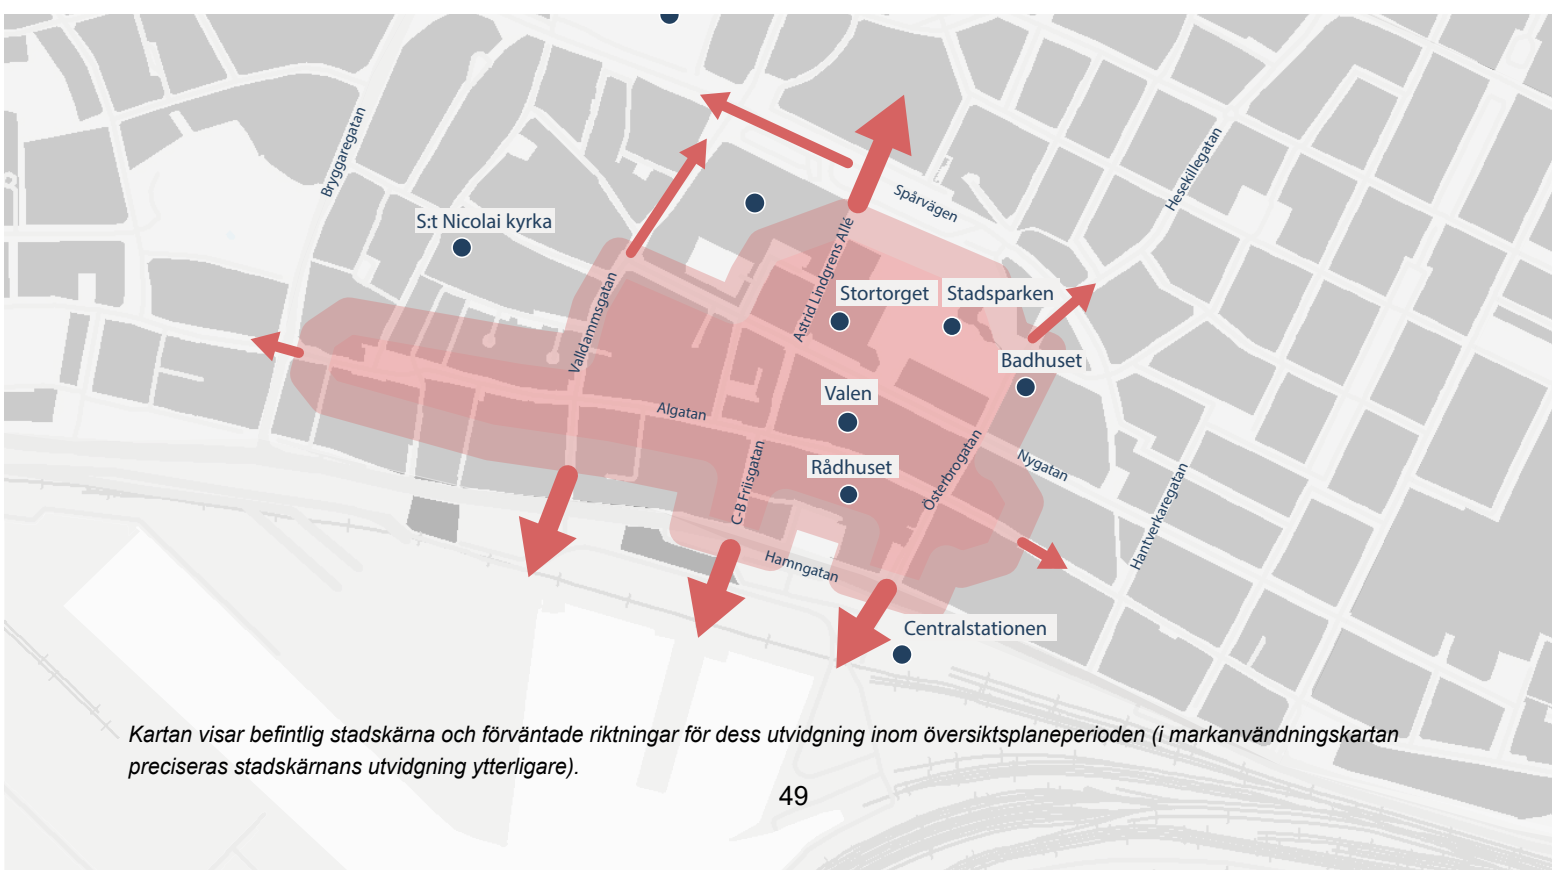 Bryggaregatan
S:t Nicolai kyrka
Valldammsgatan
Algatan
Astrid Lindgrens Allé
Spårvägen
Hesekillegatan
Stortorget
Stadsparken
Badhuset
Valen
Rådhuset
C-B Friisgatan
Österbrogatan
Nygatan
Hantverkaregatan
Hamngatan
Centralstationen
Kartan visar befintlig stadskärna och förväntade riktningar för dess utvidgning inom översiktsplaneperioden (i markanvändningskartan
preciseras stadskärnans utvidgning ytterligare).
49